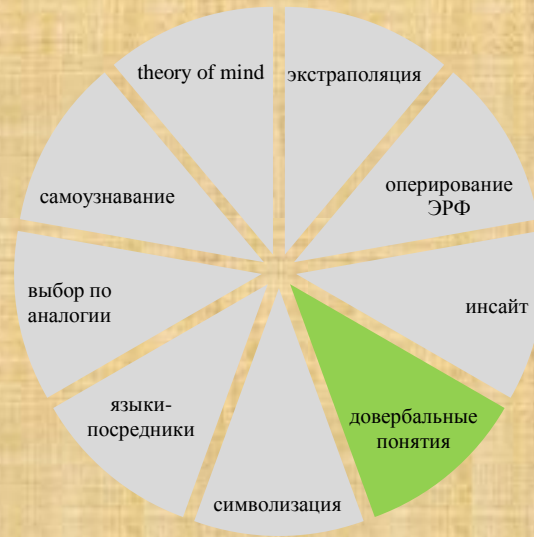 theory of mind
экстраполяция
оперирование
ЭРФ
инсайт
довербальные
понятия
символизация
языки-
посредники
выбор по
аналогии
самоузнавание